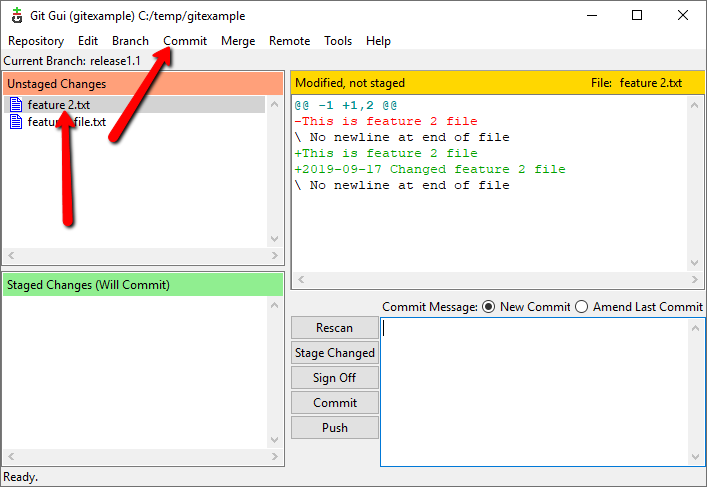 Git Gui (gitexample) C:/temp/gitexample
Repository Edit Branch Commit Merge Remote Tools Help
Current Branch: release1.1
Unstaged Changes
feature 2.txt
file.txt
Modified, not staged File: feature 2.txt
@@ -1 +1,2 @@
-This is feature 2 file
\ No newline at end of file
+This is feature 2 file
+2019-09-17 Changed feature 2 file
\ No newline at end of file
Staged Changes (Will Commit)
Commit Message: New Commit Amend Last Commit
Rescan
Stage Changed
Sign Off
Commit
Push
Ready.